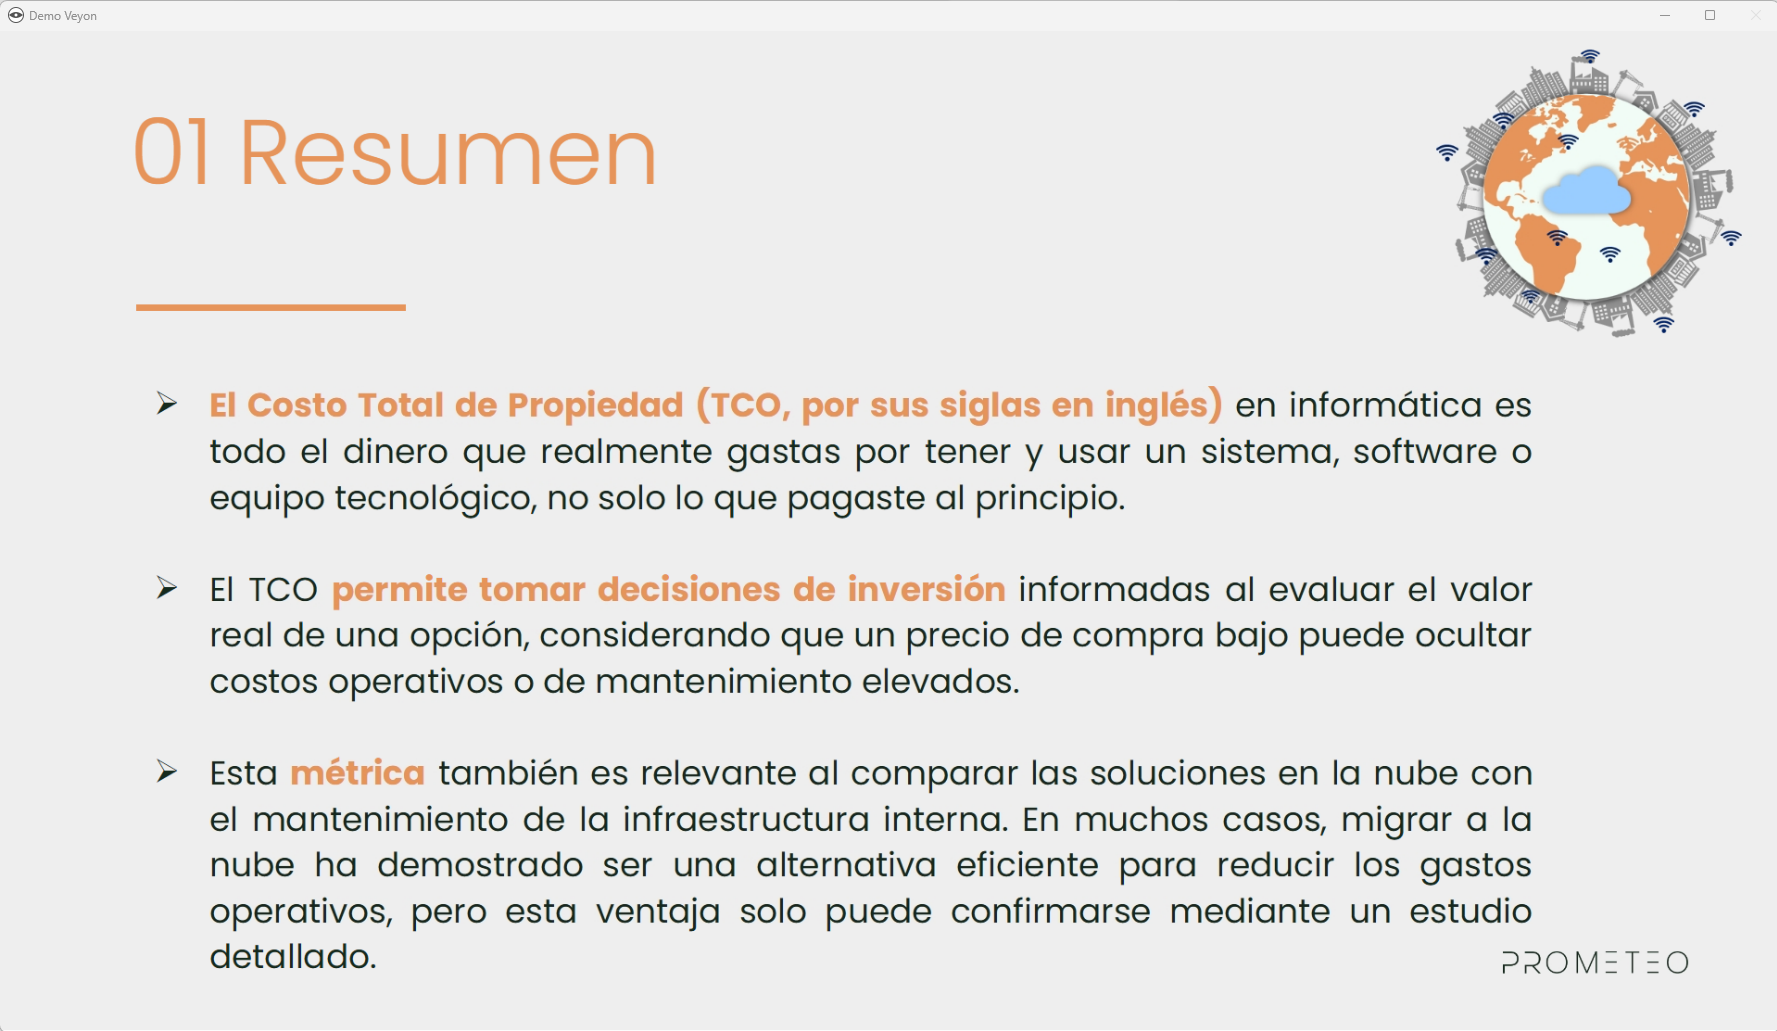 Demo Veyon
01 Resumen
➢ El Costo Total de Propiedad (TCO, por sus siglas en inglés) en informática es
todo el dinero que realmente gastas por tener y usar un sistema, software o
equipo tecnológico, no solo lo que pagaste al principio.
➢ El TCO permite tomar decisiones de inversión informadas al evaluar el valor
real de una opción, considerando que un precio de compra bajo puede ocultar
costos operativos o de mantenimiento elevados.
➢ Esta métrica también es relevante al comparar las soluciones en la nube con
el mantenimiento de la infraestructura interna. En muchos casos, migrar a la
nube ha demostrado ser una alternativa eficiente para reducir los gastos
operativos, pero esta ventaja solo puede confirmarse mediante un estudio
detallado.
PROMETEO